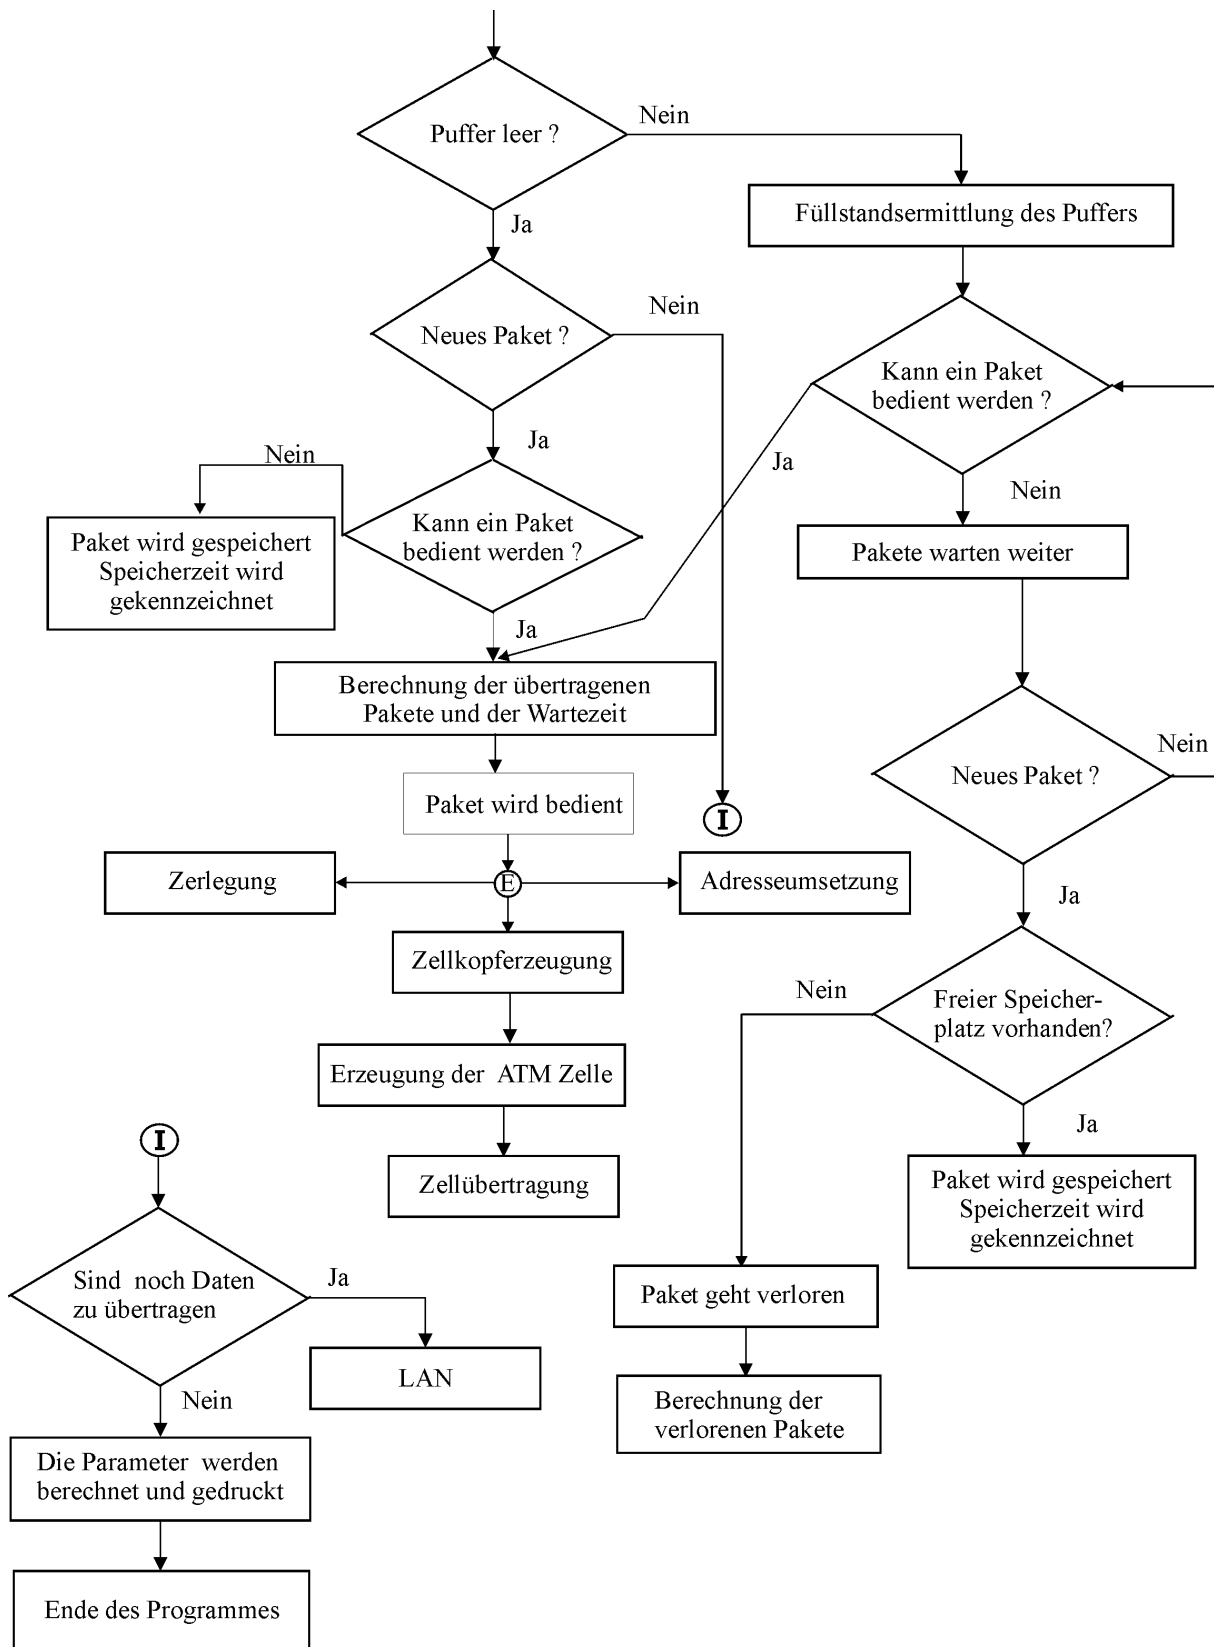 Puffer leer ?
Nein
Füllstandsermittlung des Puffers
Ja
Neues Paket ?
Nein
Kann ein Paket
bedient werden ?
Ja
Nein
Ja
Nein
Kann ein Paket
bedient werden ?
Paket wird gespeichert
Speicherzeit wird
gekennzeichnet
Pakete warten weiter
Ja
Berechnung der übertragenen
Pakete und der Wartezeit
Neues Paket ?
Nein
Paket wird bedient
I
Zerlegung
E
Adresseumsetzung
Ja
Zellkopferzeugung
Nein
Freier Speicher-
platz vorhanden?
Erzeugung der ATM Zelle
Ja
I
Zellübertragung
Paket wird gespeichert
Speicherzeit wird
gekennzeichnet
Sind noch Daten
zu übertragen
Ja
Paket geht verloren
LAN
Nein
Berechnung der
verlorenen Pakete
Die Parameter werden
berechnet und gedruckt
Ende des Programmes